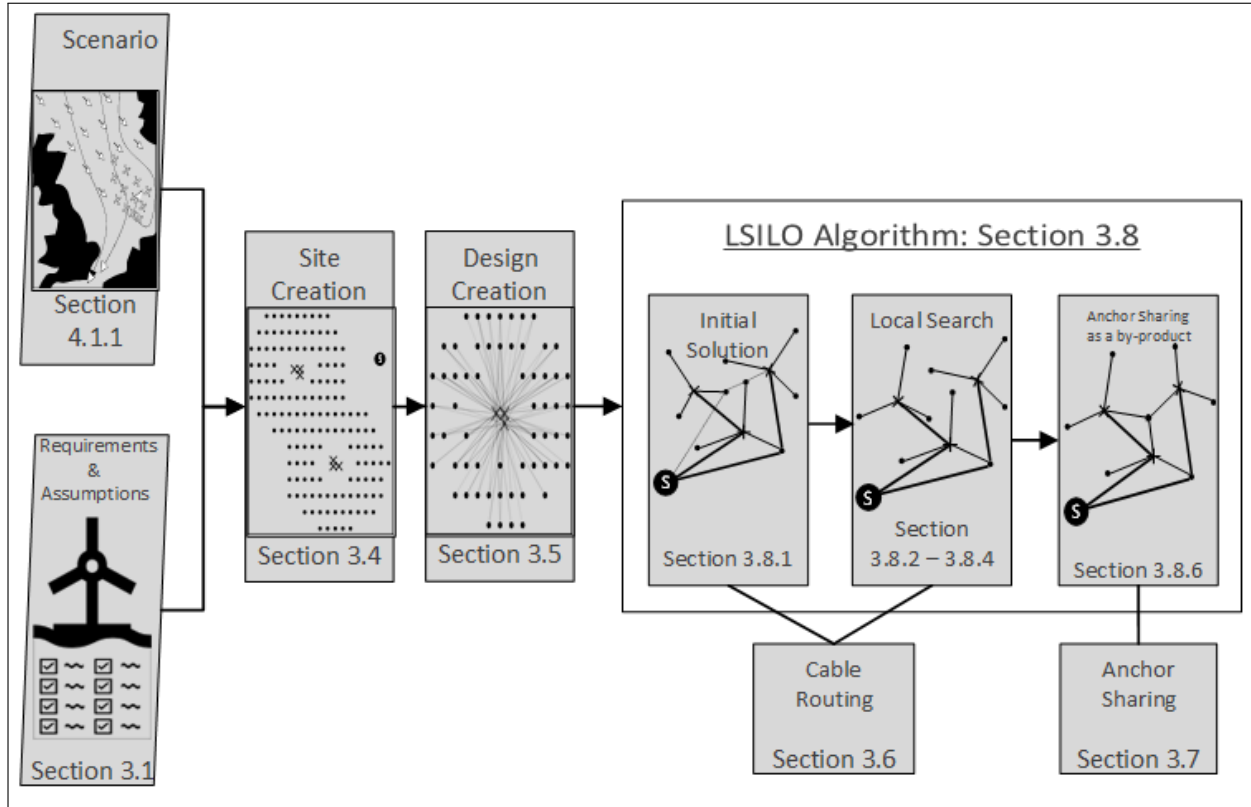 Scenario
Section
4.1.1
Requirements
&
Assumptions
Section 3.1
Site
Creation
S
Section 3.4
Design
Creation
Section 3.5
LSILO Algorithm: Section 3.8
Initial
Solution
S
Section 3.8.1
Local Search
S
Section
3.8.2 – 3.8.4
Anchor Sharing
as a by-product
S
Section 3.8.6
Cable
Routing
Section 3.6
Anchor
Sharing
Section 3.7